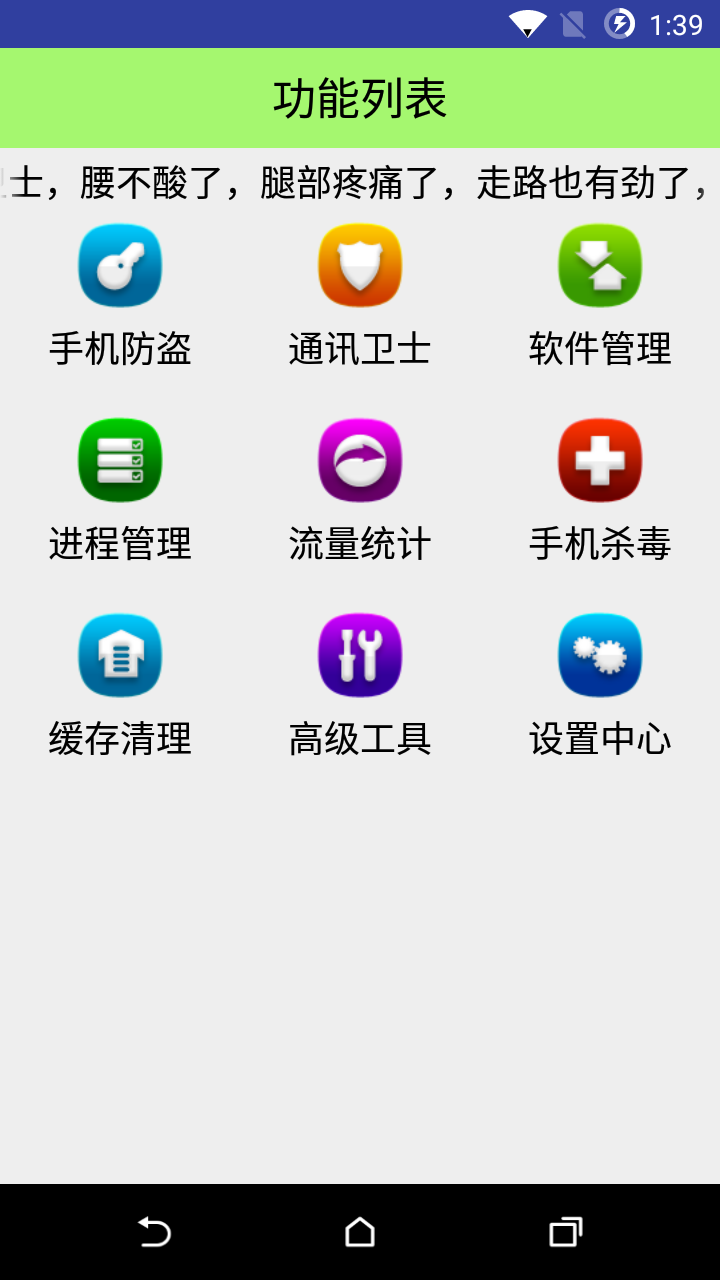 1:39
功能列表
士，腰不酸了，腿部疼痛了，走路也有劲了，
手机防盗 通讯卫士 软件管理
进程管理 流量统计 手机杀毒
缓存清理 高级工具 设置中心